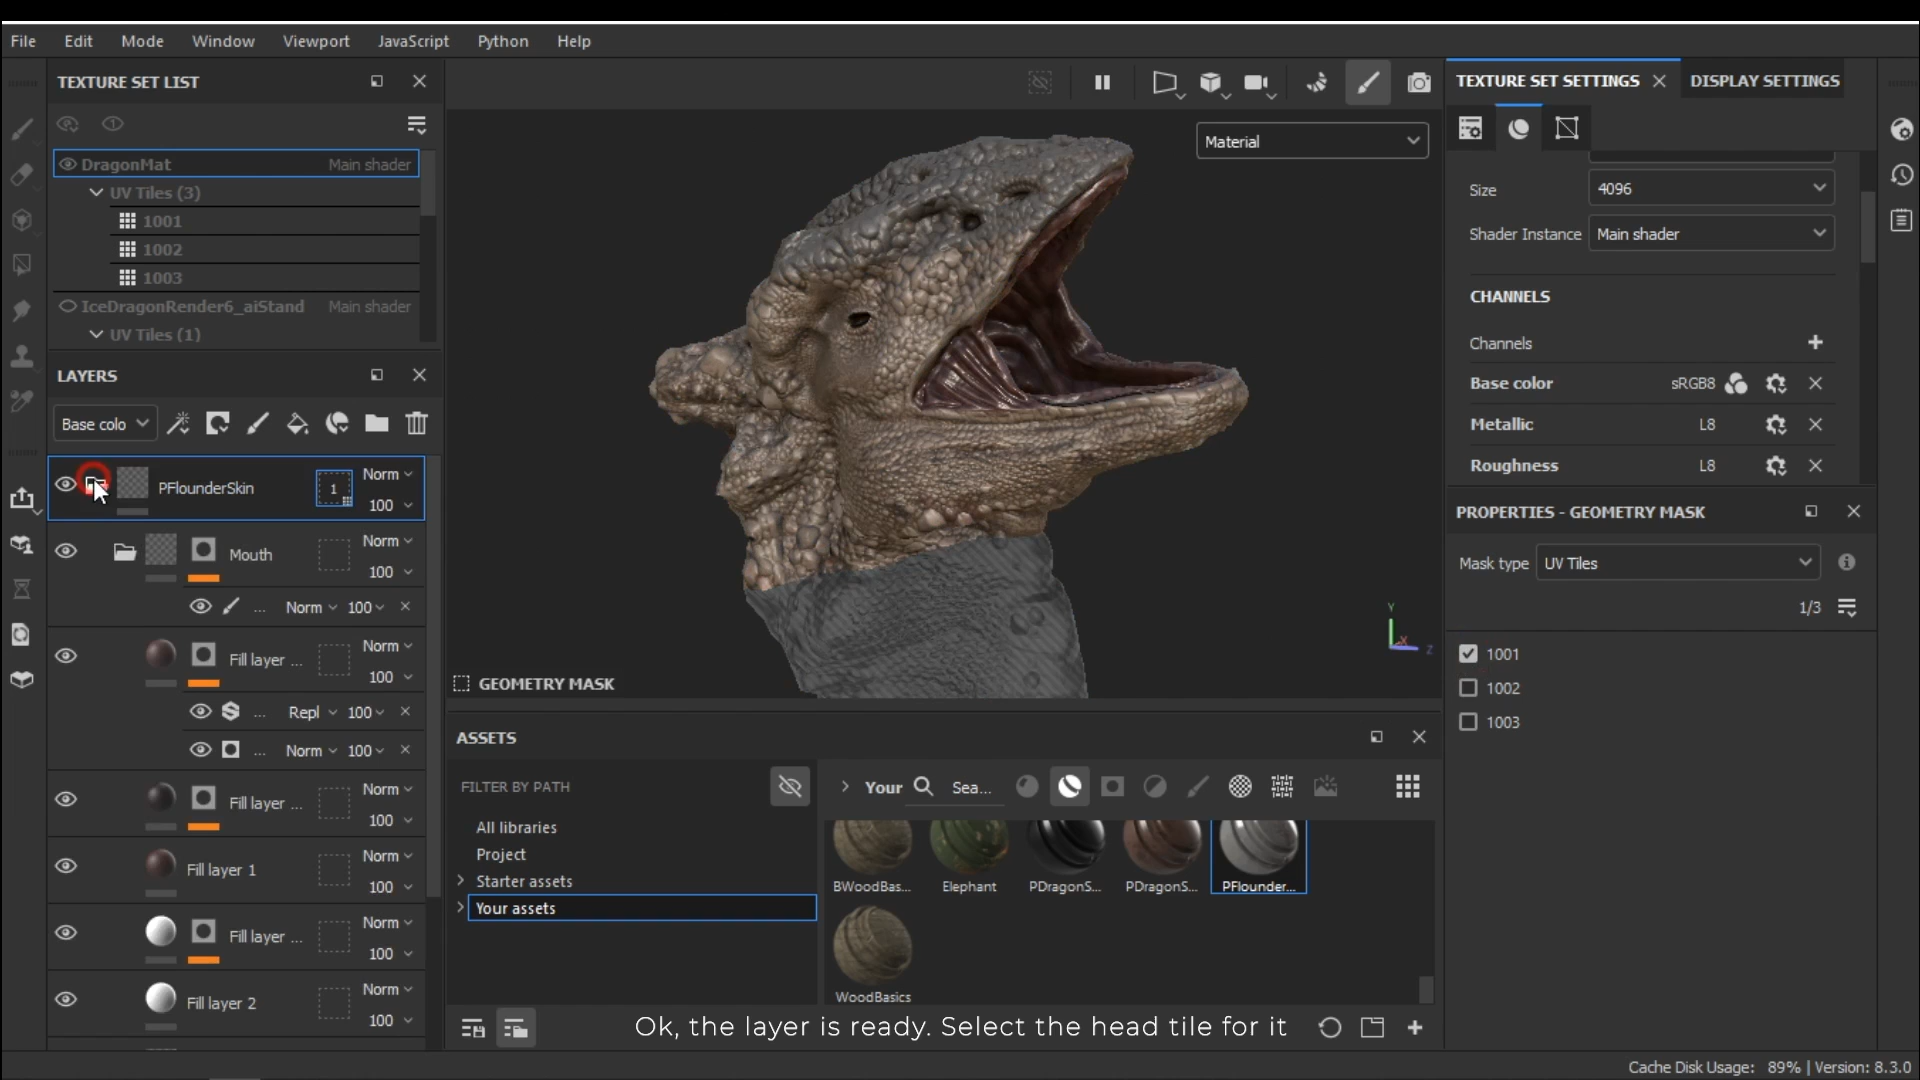 File Edit Mode Window Viewport JavaScript Python Help
TEXTURE SET LIST
DragonMat Main shader
UV Tiles (3)
1001
1002
1003
IceDragonRender6_aiStand Main shader
UV Tiles (1)
LAYERS
Base colo
PFlounderSkin 1 Norm
100
Mouth Norm
100
... Norm 100
Fill layer ... Norm
100
... Repl 100
... Norm 100
Fill layer ... Norm
100
Fill layer 1 Norm
100
Fill layer ... Norm
100
Fill layer 2 Norm
100
Material
Y
X
Z
GEOMETRY MASK
ASSETS
FILTER BY PATH
All libraries
Project
Starter assets
Your assets
Your Sea...
BWoodBas... Elephant PDragonS... PDragonS... PFlounder...
WoodBasics
Ok, the layer is ready. Select the head tile for it
TEXTURE SET SETTINGS DISPLAY SETTINGS
Size 4096
Shader Instance Main shader
CHANNELS
Channels
Base color sRGB8
Metallic L8
Roughness L8
PROPERTIES - GEOMETRY MASK
Mask type UV Tiles
1/3
1001
1002
1003
Cache Disk Usage: 89% | Version: 8.3.0